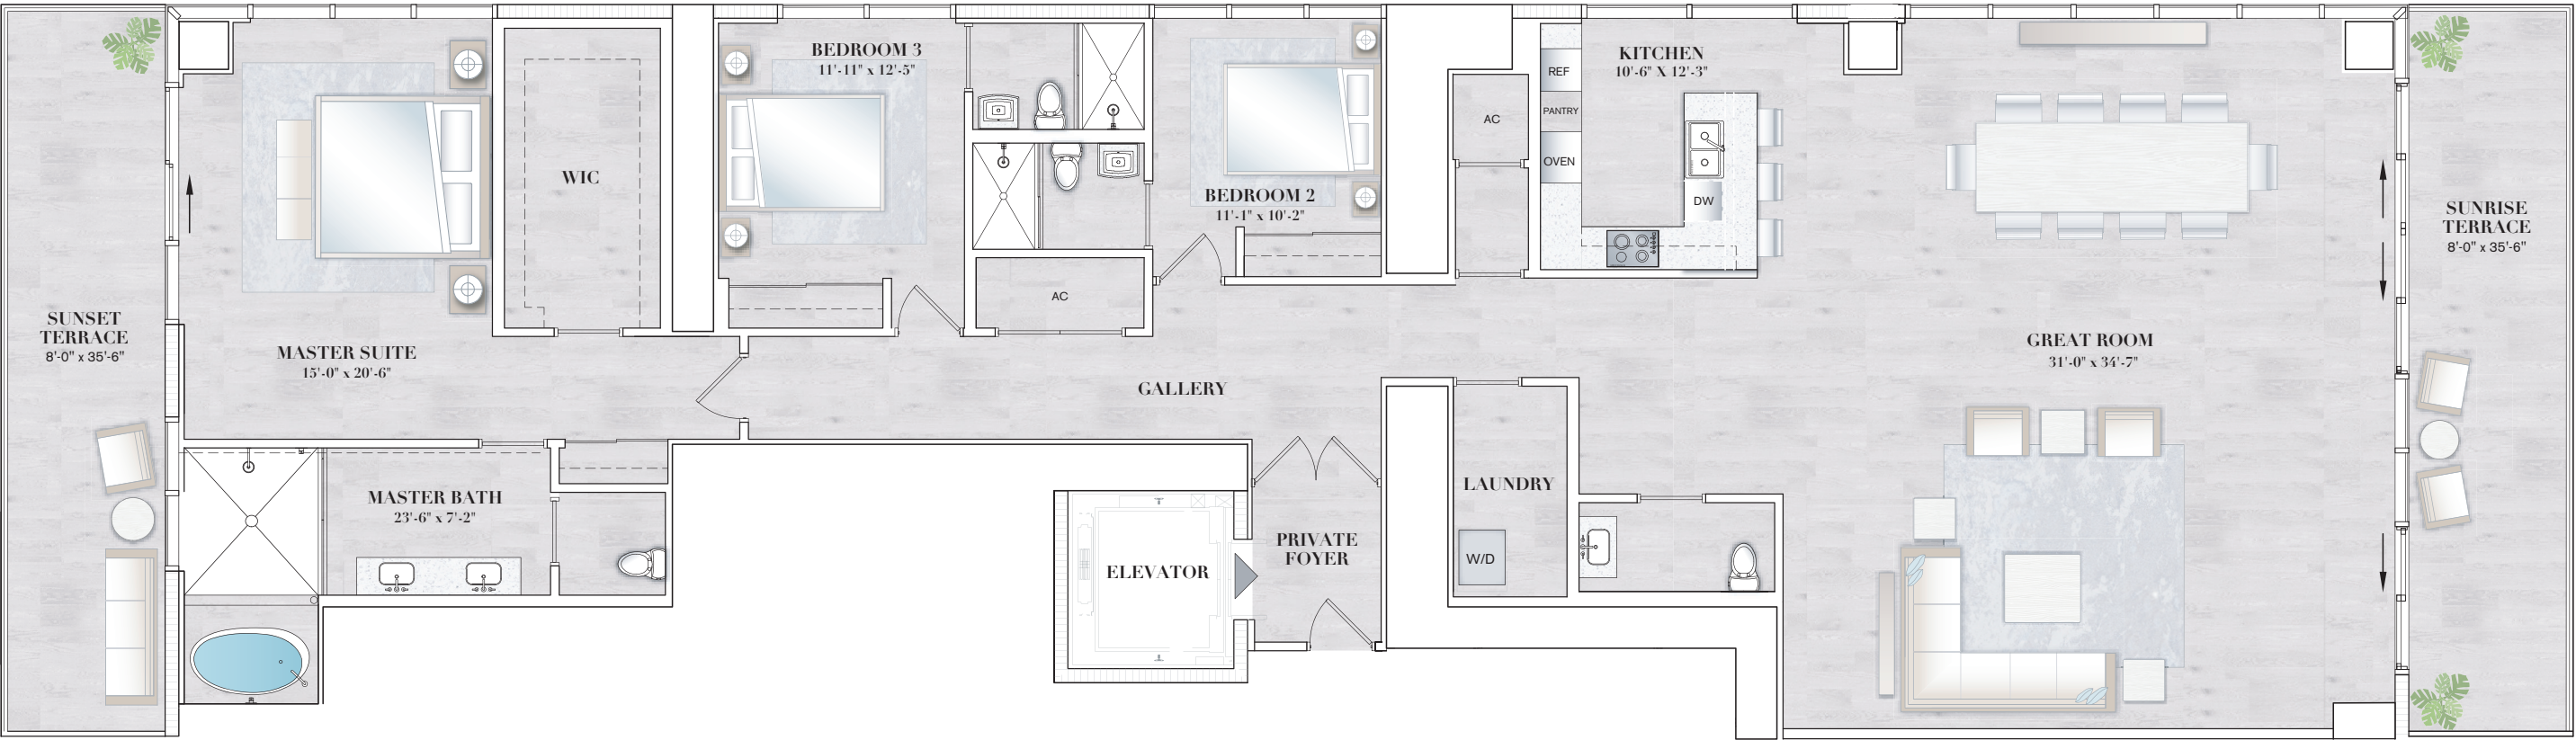 SUNSET
TERRACE
8'-0" x 35'-6"
MASTER SUITE
15'-0" x 20'-6"
WIC
MASTER BATH
23'-6" x 7'-2"
BEDROOM 3
11'-11" x 12'-5"
AC
BEDROOM 2
11'-1" x 10'-2"
GALLERY
ELEVATOR
PRIVATE
FOYER
AC
LAUNDRY
W/D
KITCHEN
10'-6" X 12'-3"
REF
PANTRY
OVEN
DW
GREAT ROOM
31'-0" x 34'-7"
SUNRISE
TERRACE
8'-0" x 35'-6"